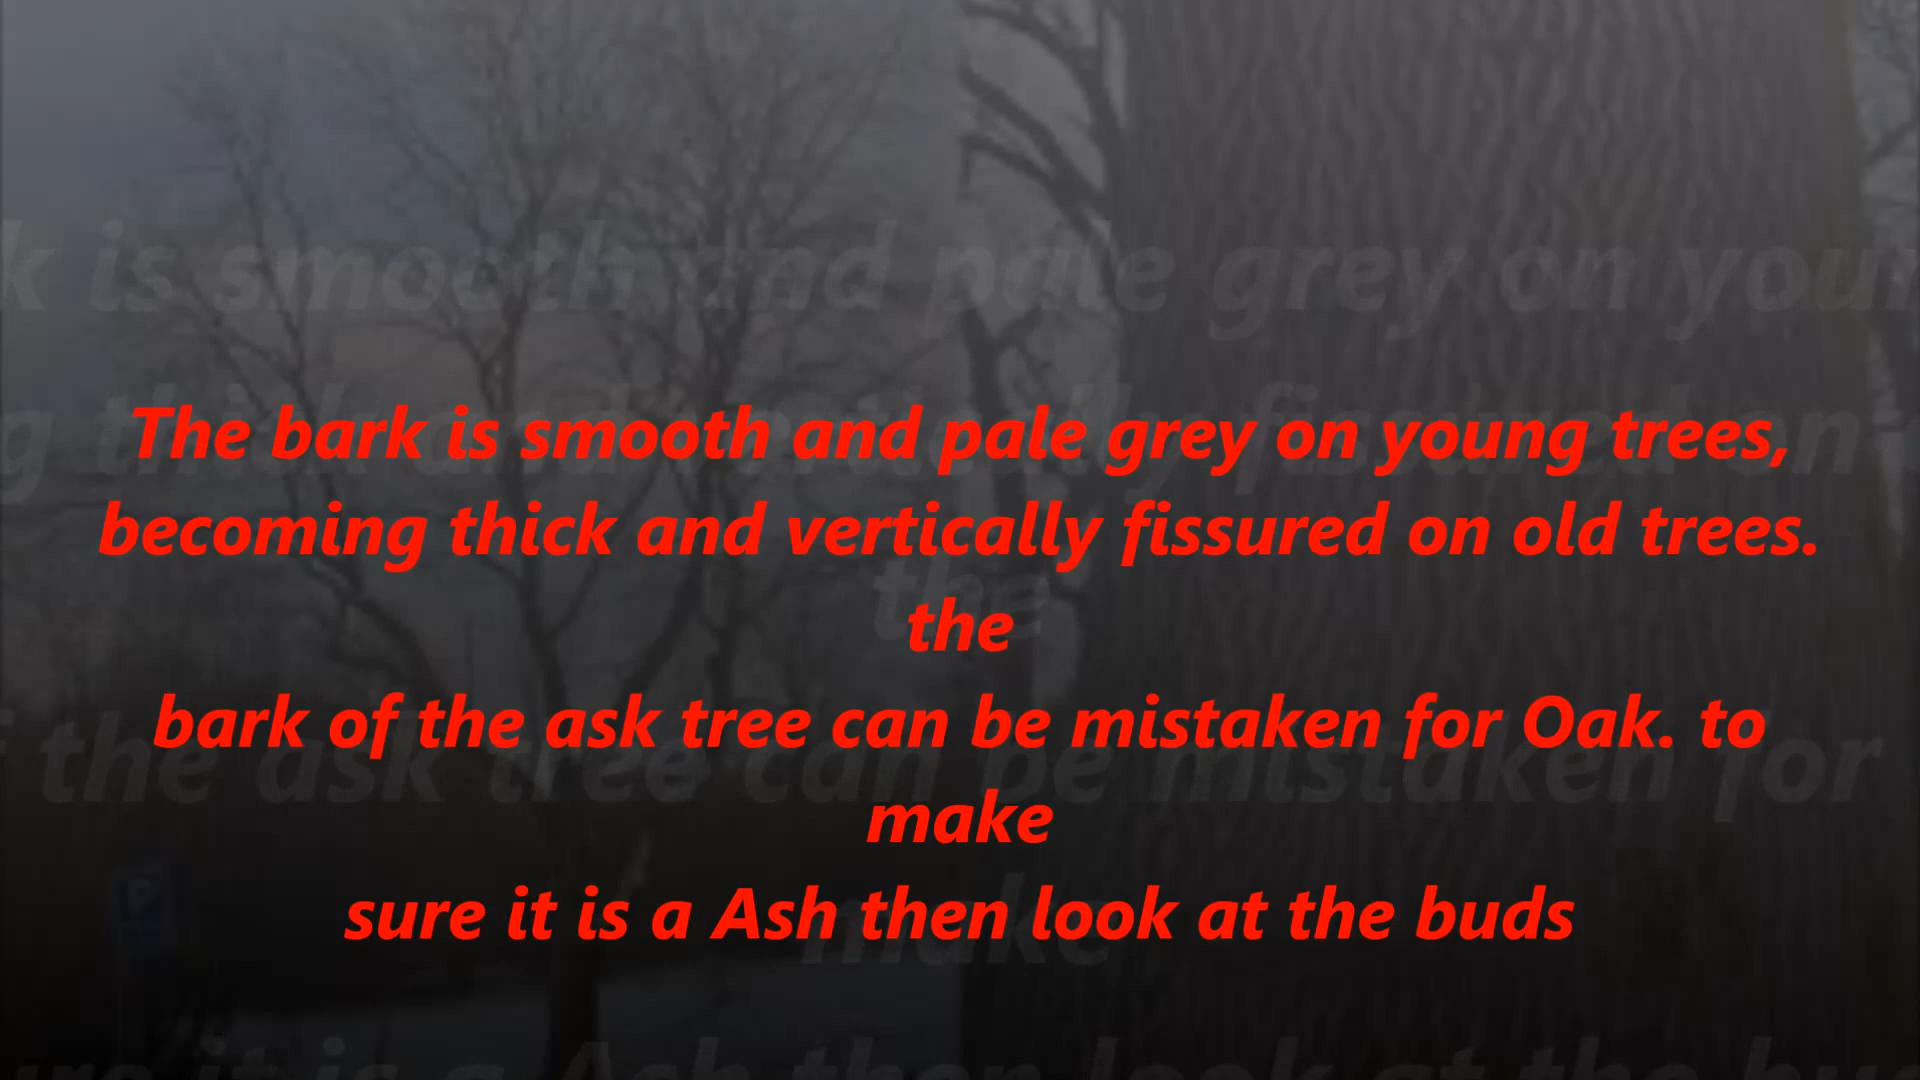 The bark is smooth and pale grey on young trees,
becoming thick and vertically fissured on old trees.
the
bark of the ask tree can be mistaken for Oak. to
make
sure it is a Ash then look at the buds